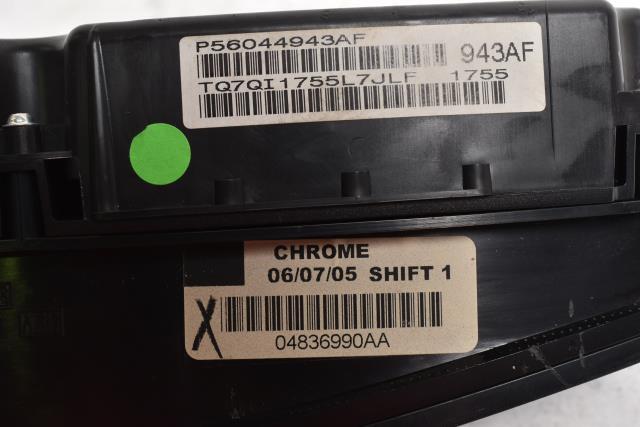 P56044943AF
943AF
TQ7QI1755L7JLF 1755
CHROME
06/07/05 SHIFT 1
X
04836990AA